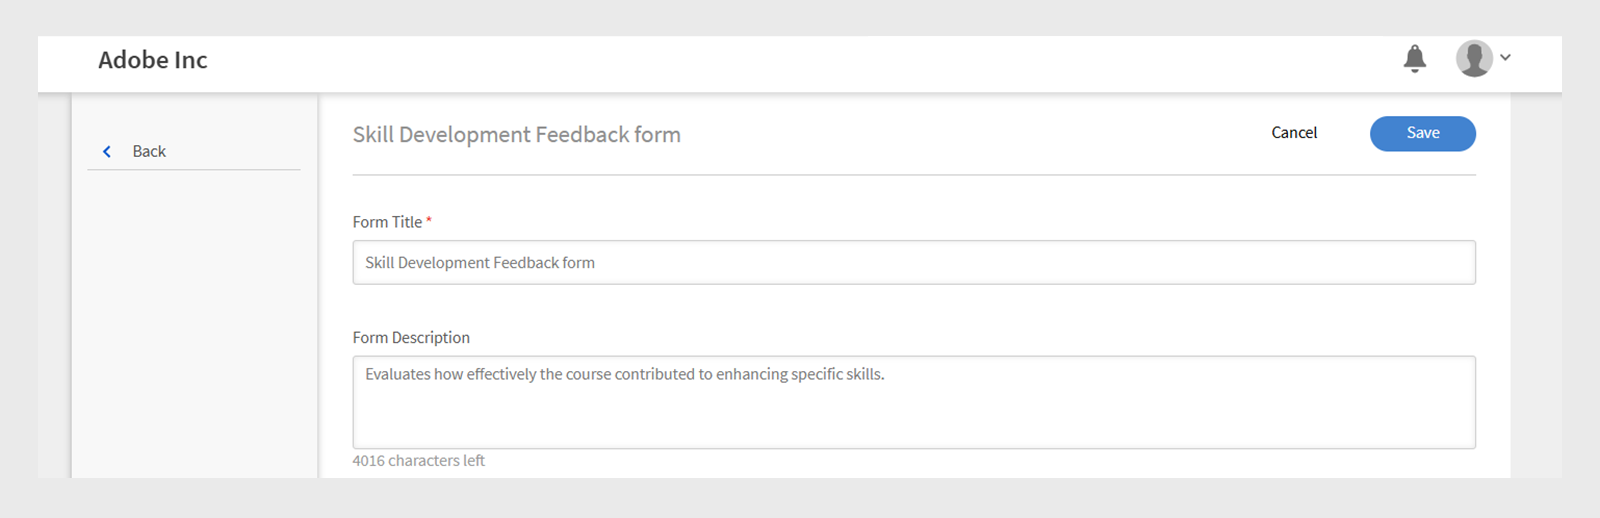 Adobe Inc
Back
Skill Development Feedback form
Cancel
Save
Form Title *
Skill Development Feedback form
Form Description
Evaluates how effectively the course contributed to enhancing specific skills.
4016 characters left